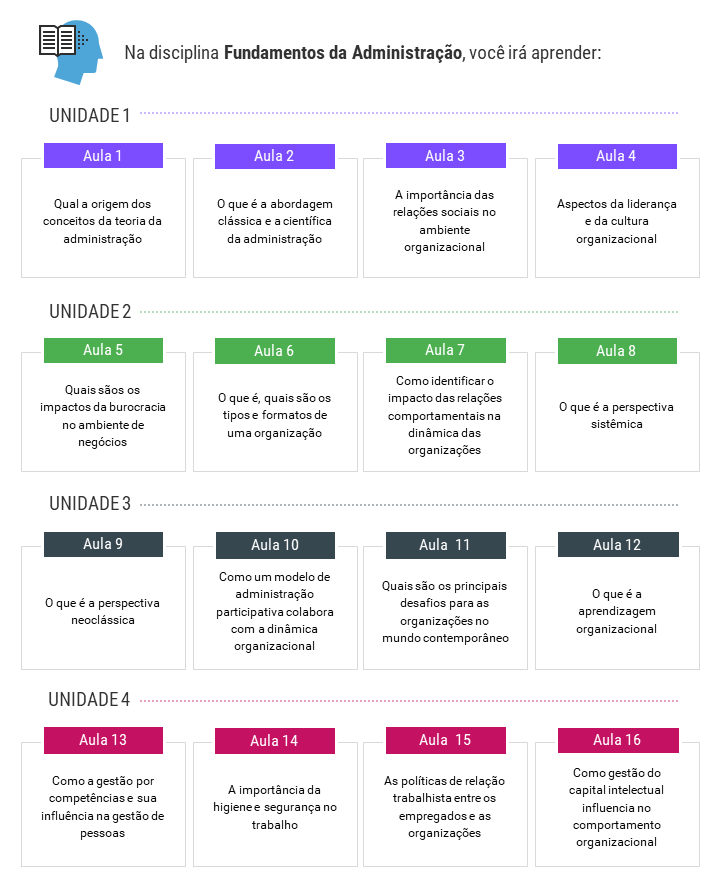 Na disciplina Fundamentos da Administração, você irá aprender:
UNIDADE 1
Aula 1
Qual a origem dos
conceitos da teoria da
administração
Aula 2
O que é a abordagem
clássica e a científica
da administração
Aula 3
A importância das
relações sociais no
ambiente
organizacional
Aula 4
Aspectos da liderança
e da cultura
organizacional
UNIDADE 2
Aula 5
Quais sãos os
impactos da burocracia
no ambiente de
negócios
Aula 6
O que é, quais são os
tipos e formatos de
uma organização
Aula 7
Como identificar o
impacto das relações
comportamentais na
dinâmica das
organizações
Aula 8
O que é a perspectiva
sistêmica
UNIDADE 3
Aula 9
O que é a perspectiva
neoclássica
Aula 10
Como um modelo de
administração
participativa colabora
com a dinâmica
organizacional
Aula 11
Quais são os principais
desafios para as
organizações no
mundo contemporâneo
Aula 12
O que é a
aprendizagem
organizacional
UNIDADE 4
Aula 13
Como a gestão por
competências e sua
influência na gestão de
pessoas
Aula 14
A importância da
higiene e segurança no
trabalho
Aula 15
As políticas de relação
trabalhista entre os
empregados e as
organizações
Aula 16
Como gestão do
capital intelectual
influencia no
comportamento
organizacional